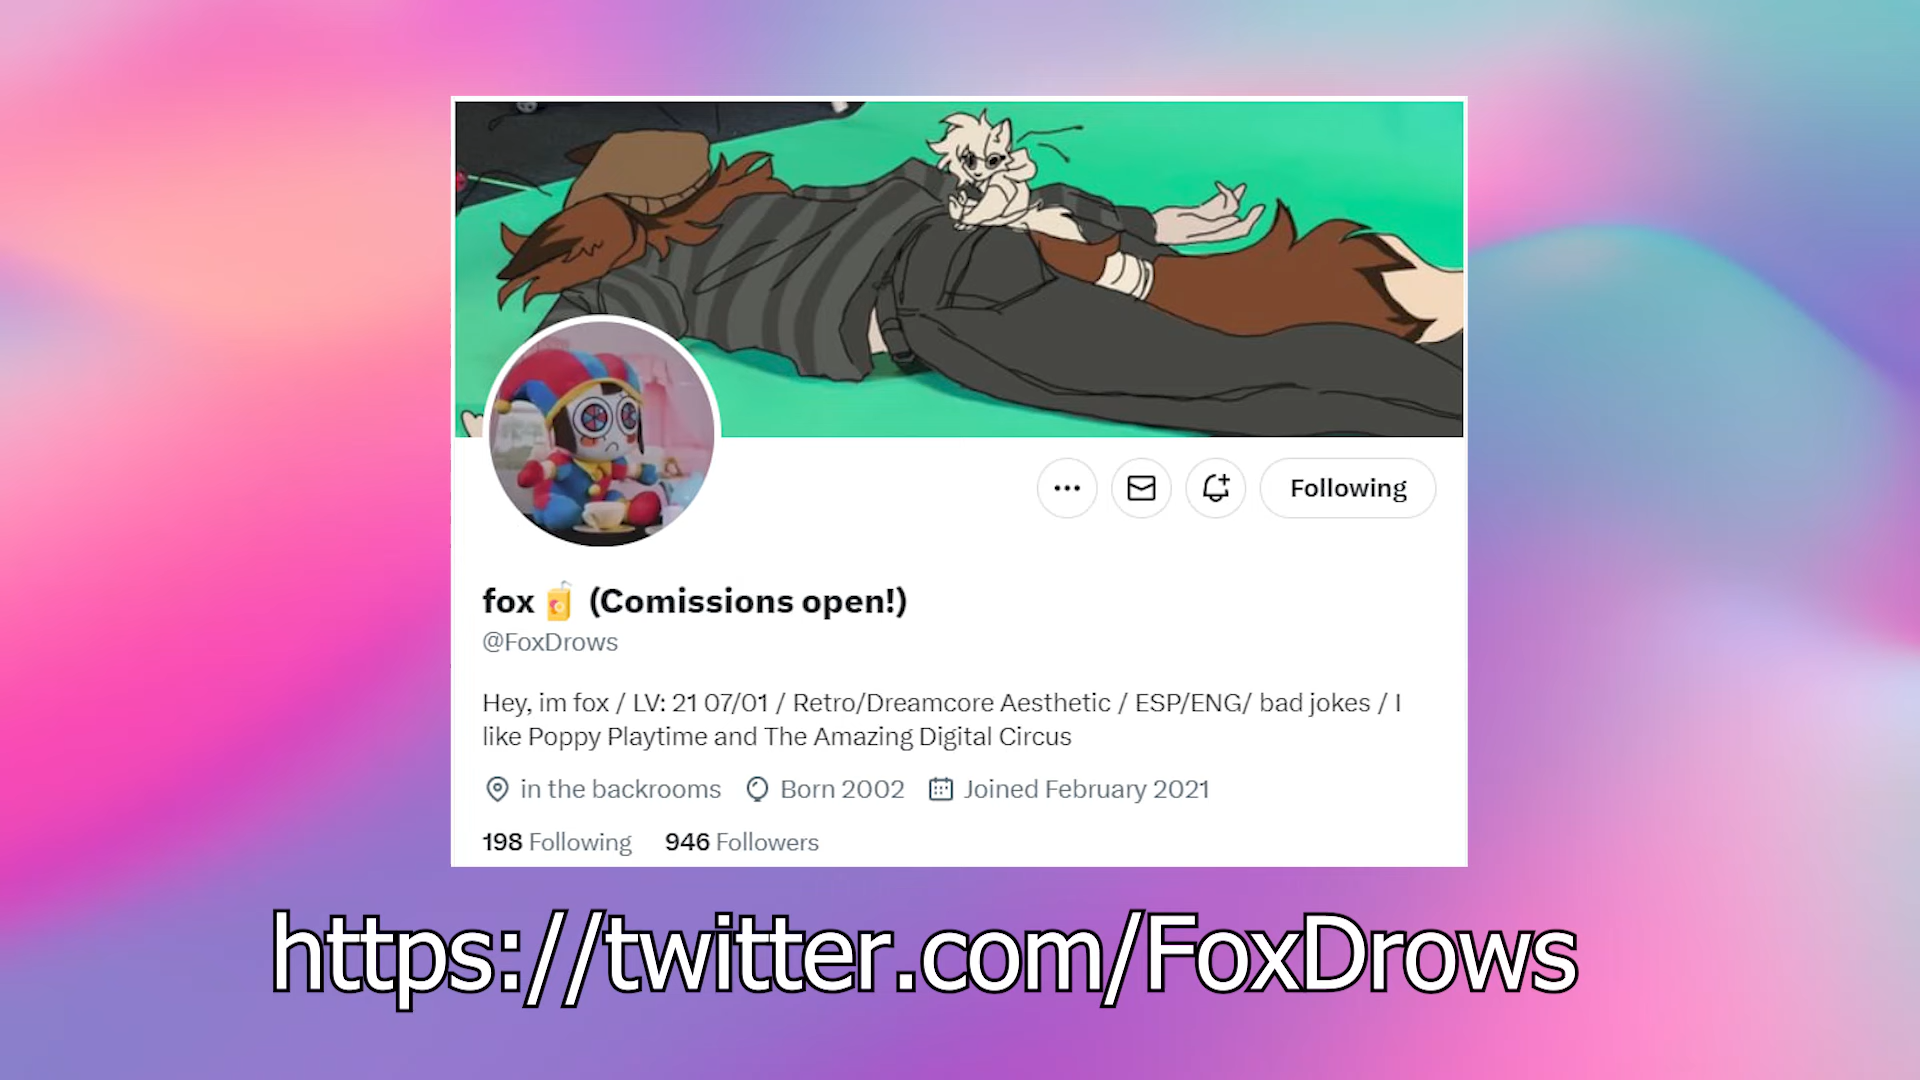 Following
fox 🧃 (Comissions open!)
@FoxDrows
Hey, im fox / LV: 21 07/01 / Retro/Dreamcore Aesthetic / ESP/ENG/ bad jokes / I
like Poppy Playtime and The Amazing Digital Circus
in the backrooms Born 2002 Joined February 2021
198 Following 946 Followers
https://twitter.com/FoxDrows